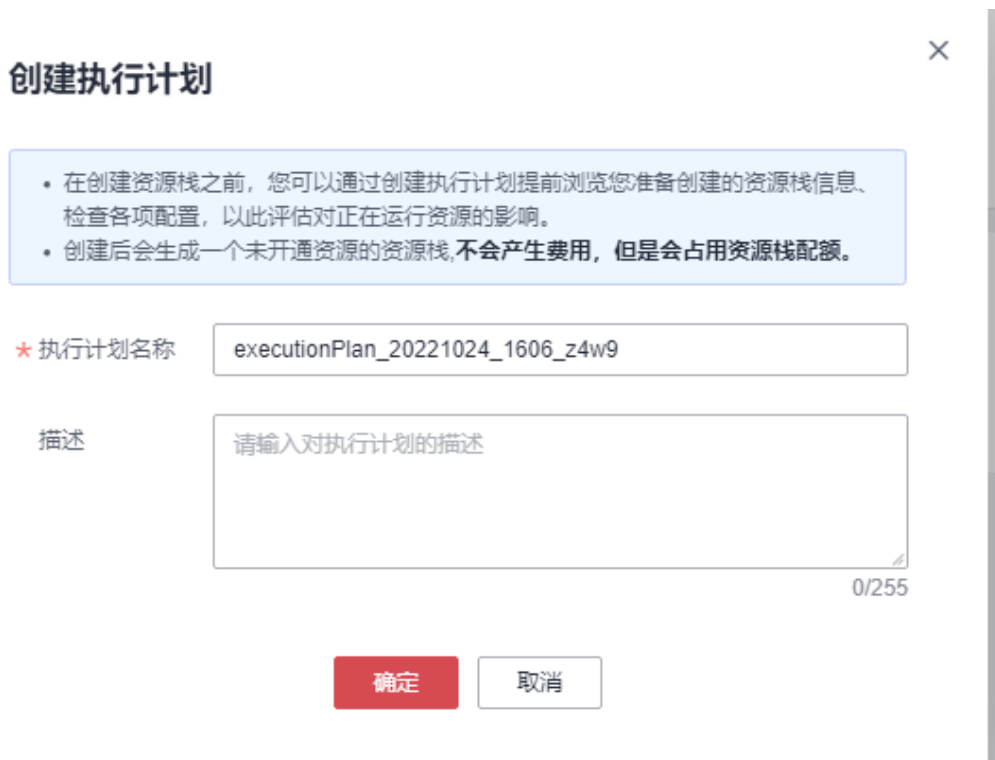 创建执行计划
• 在创建资源栈之前，您可以通过创建执行计划提前浏览您准备创建的资源栈信息、
检查各项配置，以此评估对正在运行资源的影响。
• 创建后会生成一个未开通资源的资源栈,不会产生费用，但是会占用资源栈配额。
* 执行计划名称 executionPlan_20221024_1606_z4w9
描述 请输入对执行计划的描述
0/255
确定 取消